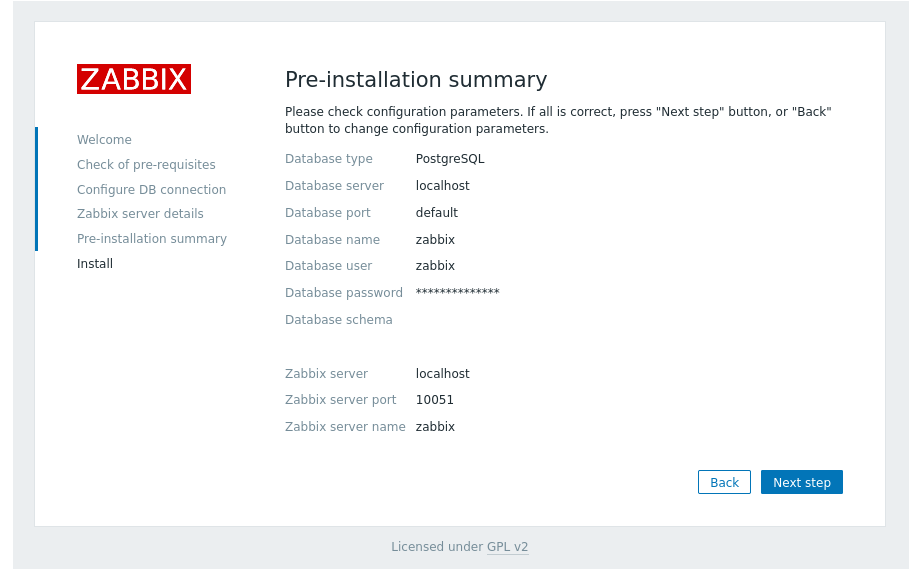 ZABBIX
Welcome
Check of pre-requisites
Configure DB connection
Zabbix server details
Pre-installation summary
Install
Pre-installation summary
Please check configuration parameters. If all is correct, press "Next step" button, or "Back"
button to change configuration parameters.
Database type PostgreSQL
Database server localhost
Database port default
Database name zabbix
Database user zabbix
Database password **************
Database schema
Zabbix server localhost
Zabbix server port 10051
Zabbix server name zabbix
Back Next step
Licensed under GPL v2